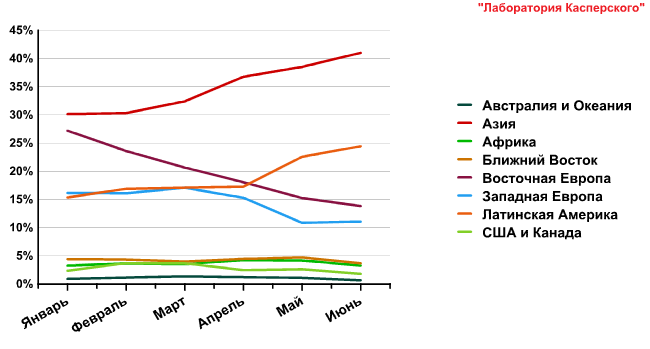 "Лаборатория Касперского"
45%
40%
35%
30%
25%
20%
15%
10%
5%
0%
Январь
Февраль
Март
Апрель
Май
Июнь
Австралия и Океания
Азия
Африка
Ближний Восток
Восточная Европа
Западная Европа
Латинская Америка
США и Канада